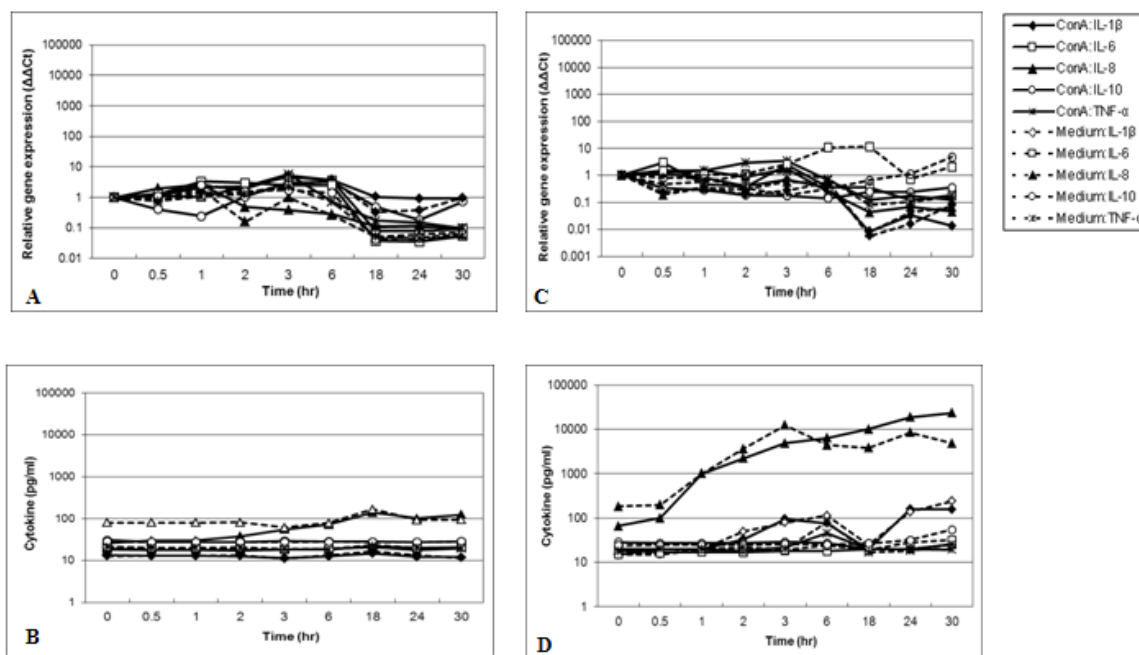 Relative gene expression (ΔΔCt)
100000
10000
1000
100
10
1
0.1
0.01
0 0.5 1 2 3 6 18 24 30
Time (hr)
A
Relative gene expression (ΔΔCt)
100000
10000
1000
100
10
1
0.1
0.01
0.001
0 0.5 1 2 3 6 18 24 30
Time (hr)
C
ConA:IL-1β
ConA:IL-6
ConA:IL-8
ConA:IL-10
ConA:TNF-α
Medium:IL-1β
Medium:IL-6
Medium:IL-8
Medium:IL-10
Medium:TNF-α
Cytokine (pg/ml)
100000
10000
1000
100
10
1
0 0.5 1 2 3 6 18 24 30
Time (hr)
B
Cytokine (pg/ml)
100000
10000
1000
100
10
1
0 0.5 1 2 3 6 18 24 30
Time (hr)
D